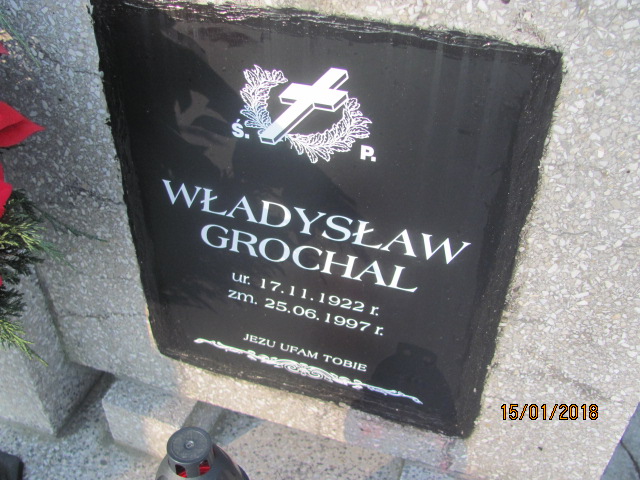 Ś. P.
WŁADYSŁAW
GROCHAL
ur. 17.11.1922 r.
zm. 25.06.1997 r.
JEZU UFAM TOBIE
15/01/2018